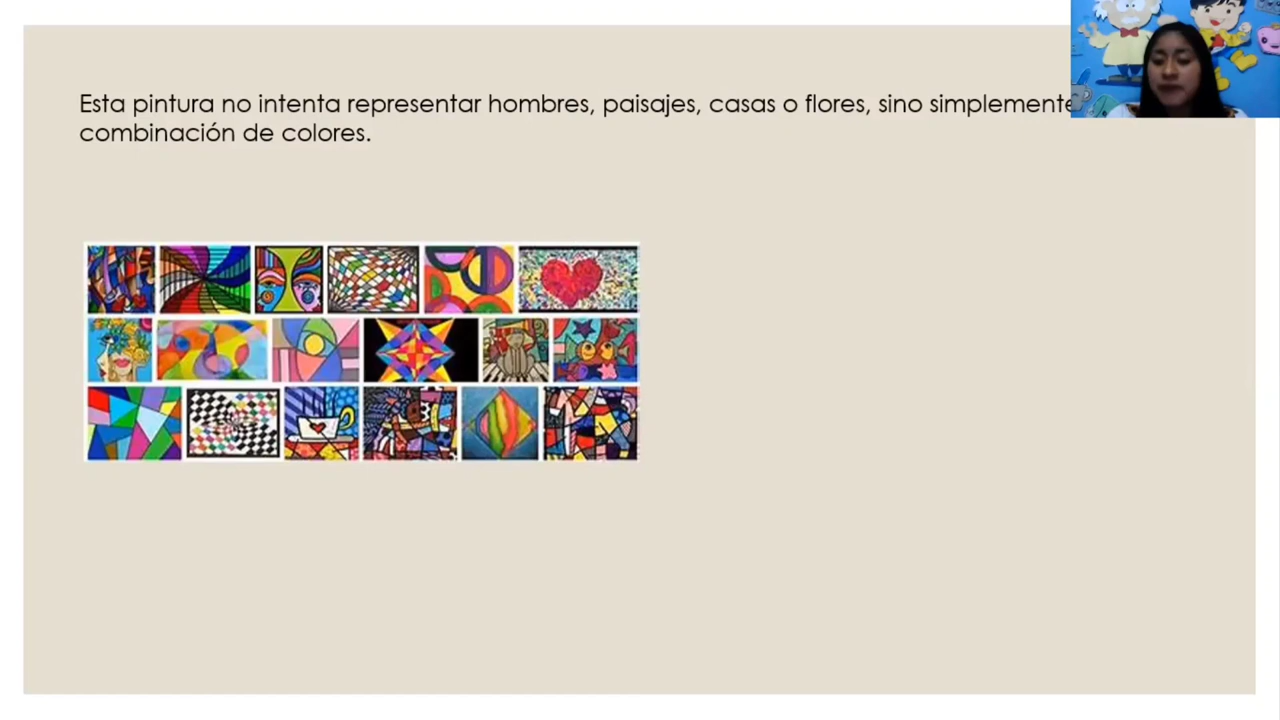 Esta pintura no intenta representar hombres, paisajes, casas o flores, sino simplemente
combinación de colores.